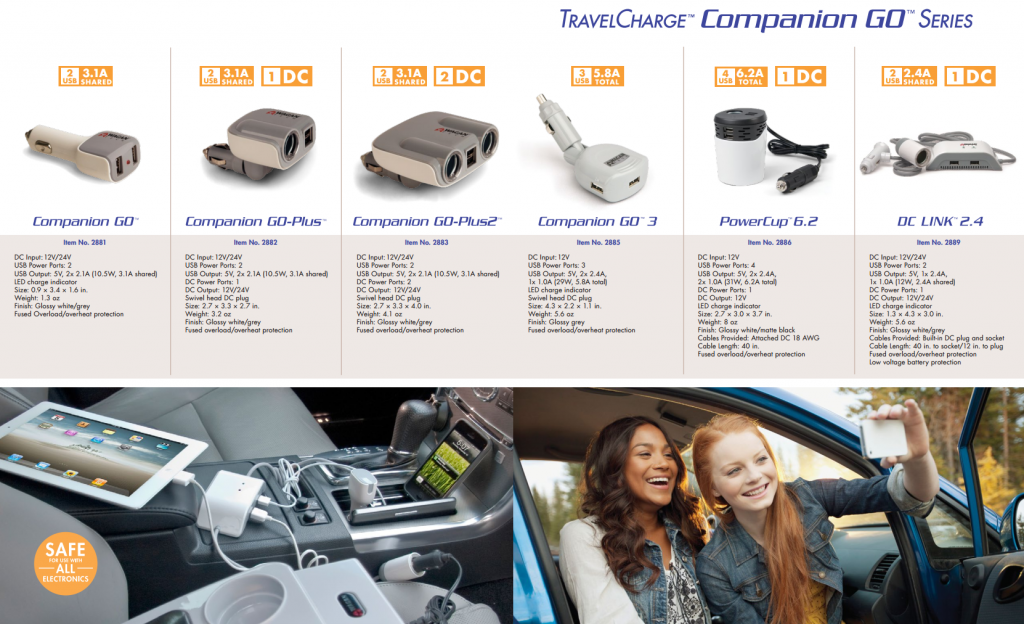 TravelCharge™ Companion GO™ Series
2 USB 3.1A SHARED
2 USB 3.1A SHARED 1 DC
2 USB 3.1A SHARED 2 DC
3 USB 5.8A TOTAL
4 USB 6.2A TOTAL 1 DC
2 USB 2.4A SHARED 1 DC
Companion GO™
Item No. 2881
DC Input: 12V/24V
USB Power Ports: 2
USB Output: 5V, 2x 2.1A (10.5W, 3.1A shared)
LED charge indicator
Size: 0.9 x 3.4 x 1.6 in.
Weight: 1.3 oz
Finish: Glossy white/grey
Fused Overload/overheat protection
Companion GO-Plus™
Item No. 2882
DC Input: 12V/24V
USB Power Ports: 2
USB Output: 5V, 2x 2.1A (10.5W, 3.1A shared)
DC Power Ports: 1
DC Output: 12V/24V
Swivel head DC plug
Size: 2.7 x 3.3 x 2.7 in.
Weight: 3.2 oz
Finish: Glossy white/grey
Fused overload/overheat protection
Companion GO-Plus2™
Item No. 2883
DC Input: 12V/24V
USB Power Ports: 2
USB Output: 5V, 2x 2.1A (10.5W, 3.1A shared)
DC Power Ports: 2
DC Output: 12V/24V
Swivel head DC plug
Size: 2.7 x 3.3 x 4.0 in.
Weight: 4.1 oz
Finish: Glossy white/grey
Fused overload/overheat protection
Companion GO™ 3
Item No. 2885
DC Input: 12V
USB Power Ports: 3
USB Output: 5V, 2x 2.4A,
1x 1.0A (29W, 5.8A total)
LED charge indicator
Swivel head DC plug
Size: 4.3 x 2.2 x 1.1 in.
Weight: 5.6 oz
Finish: Glossy grey
Fused overload/overheat protection
PowerCup™ 6.2
Item No. 2886
DC Input: 12V
USB Power Ports: 4
USB Output: 5V, 2x 2.4A,
2x 1.0A (31W, 6.2A total)
DC Power Ports: 1
DC Output: 12V
LED charge indicator
Size: 2.7 x 3.0 x 3.7 in.
Weight: 8 oz
Finish: Glossy white/matte black
Cables Provided: Attached DC 18 AWG
Cable Length: 40 in.
Fused overload/overheat protection
DC LINK™ 2.4
Item No. 2889
DC Input: 12V/24V
USB Power Ports: 2
USB Output: 5V, 1x 2.4A,
1x 1.0A (12W, 2.4A shared)
DC Power Ports: 1
DC Output: 12V/24V
LED charge indicator
Size: 1.3 x 4.3 x 3.0 in.
Weight: 5.6 oz
Finish: Glossy white/grey
Cables Provided: Built-in DC plug and socket
Cable Length: 40 in. to socket/12 in. to plug
Fused overload/overheat protection
Low voltage battery protection
SAFE
FOR USE WITH
ALL
ELECTRONICS